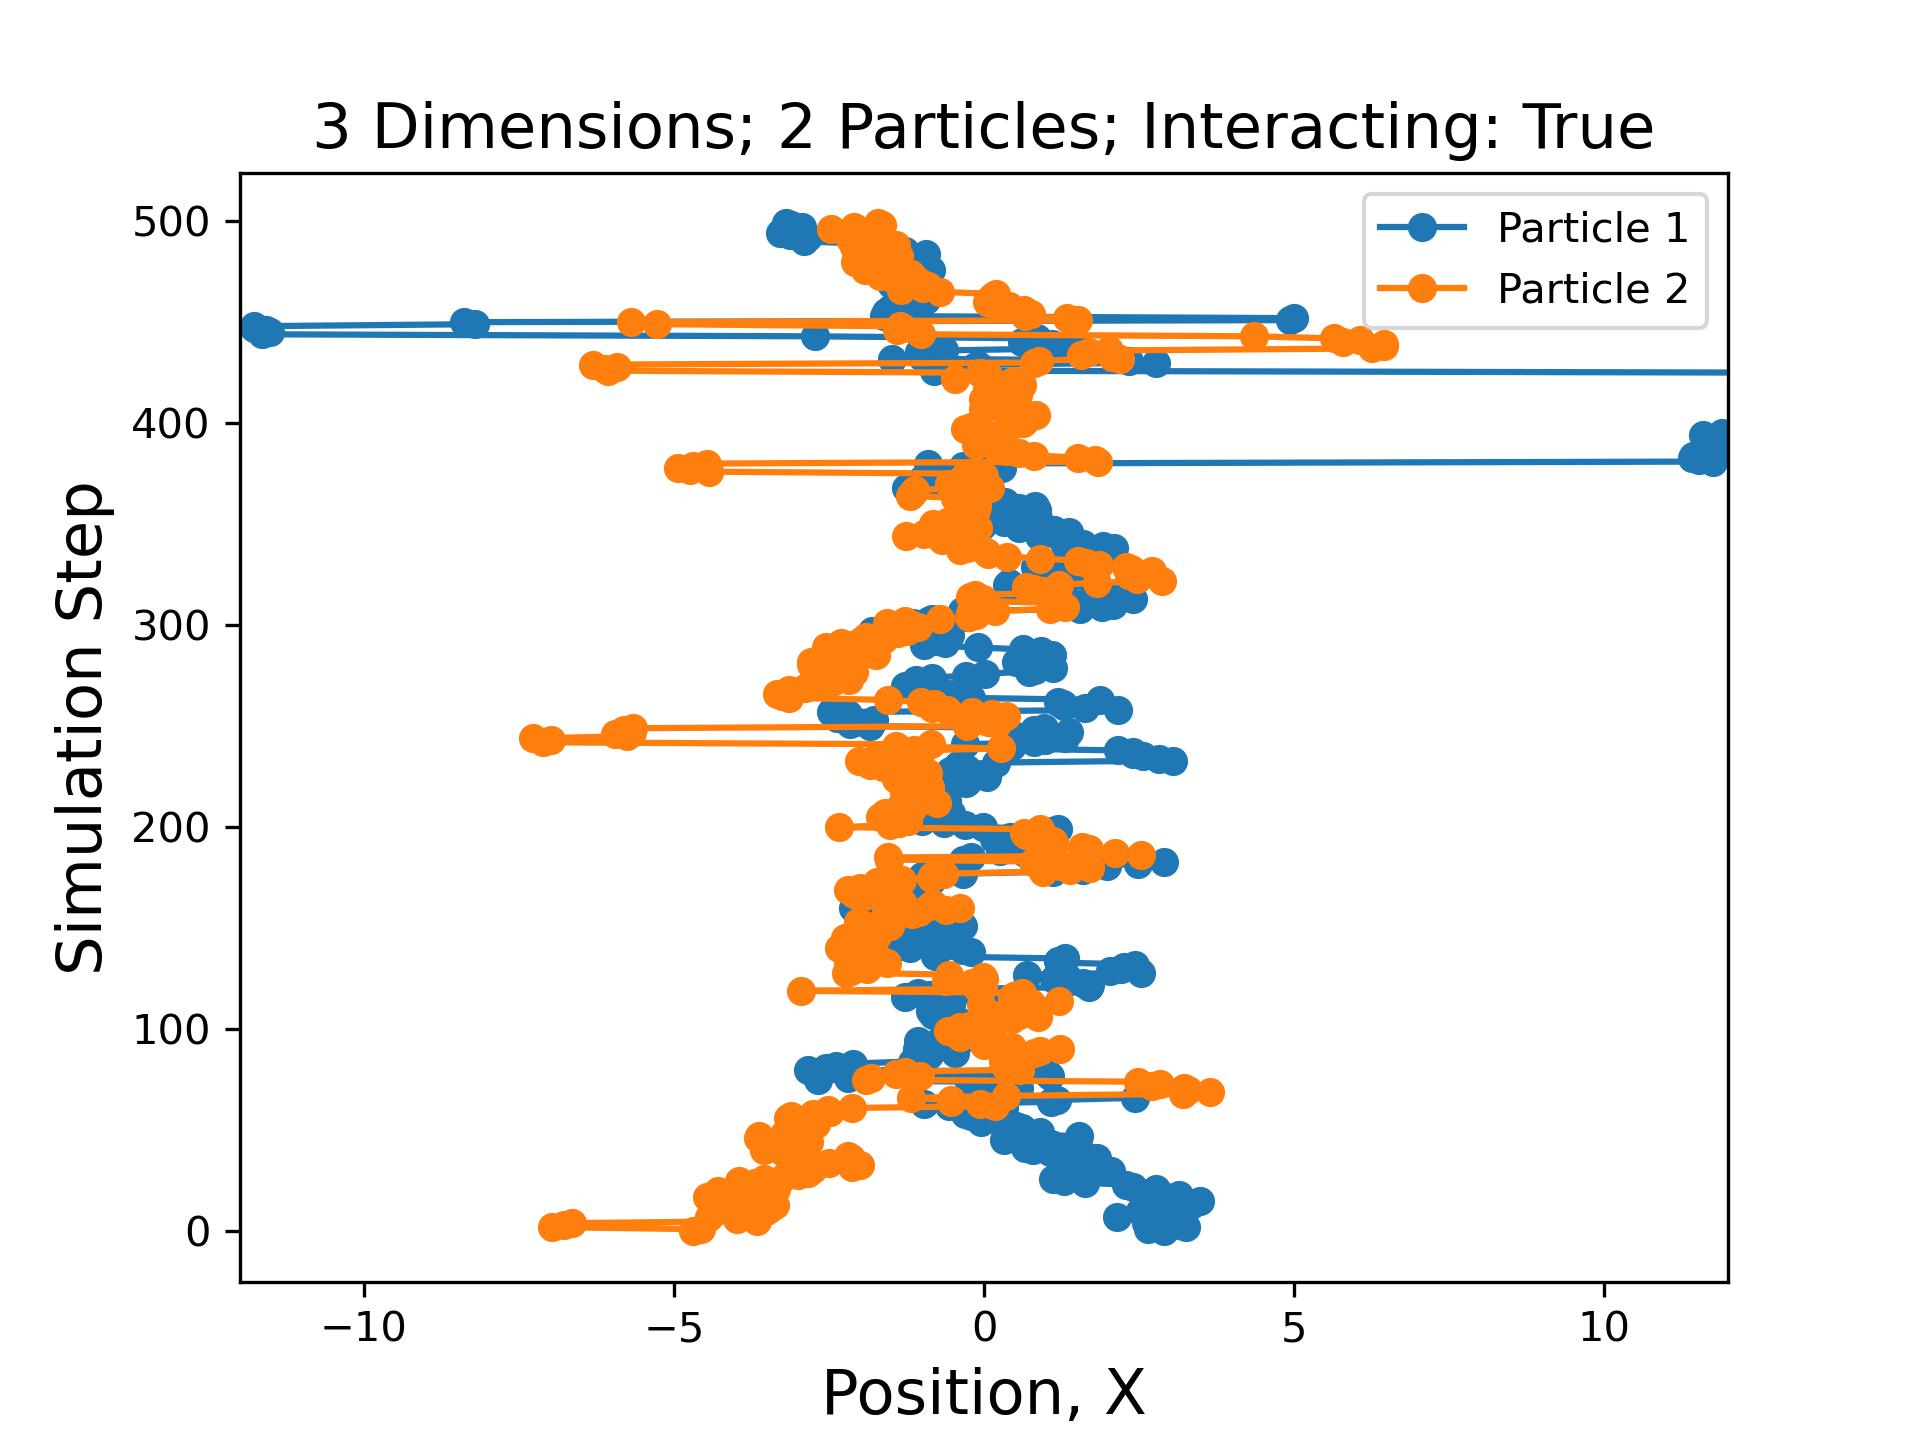 3 Dimensions; 2 Particles; Interacting: True
Particle 1
Particle 2
500
400
300
200
100
0
Simulation Step
−10
−5
0
5
10
Position, X